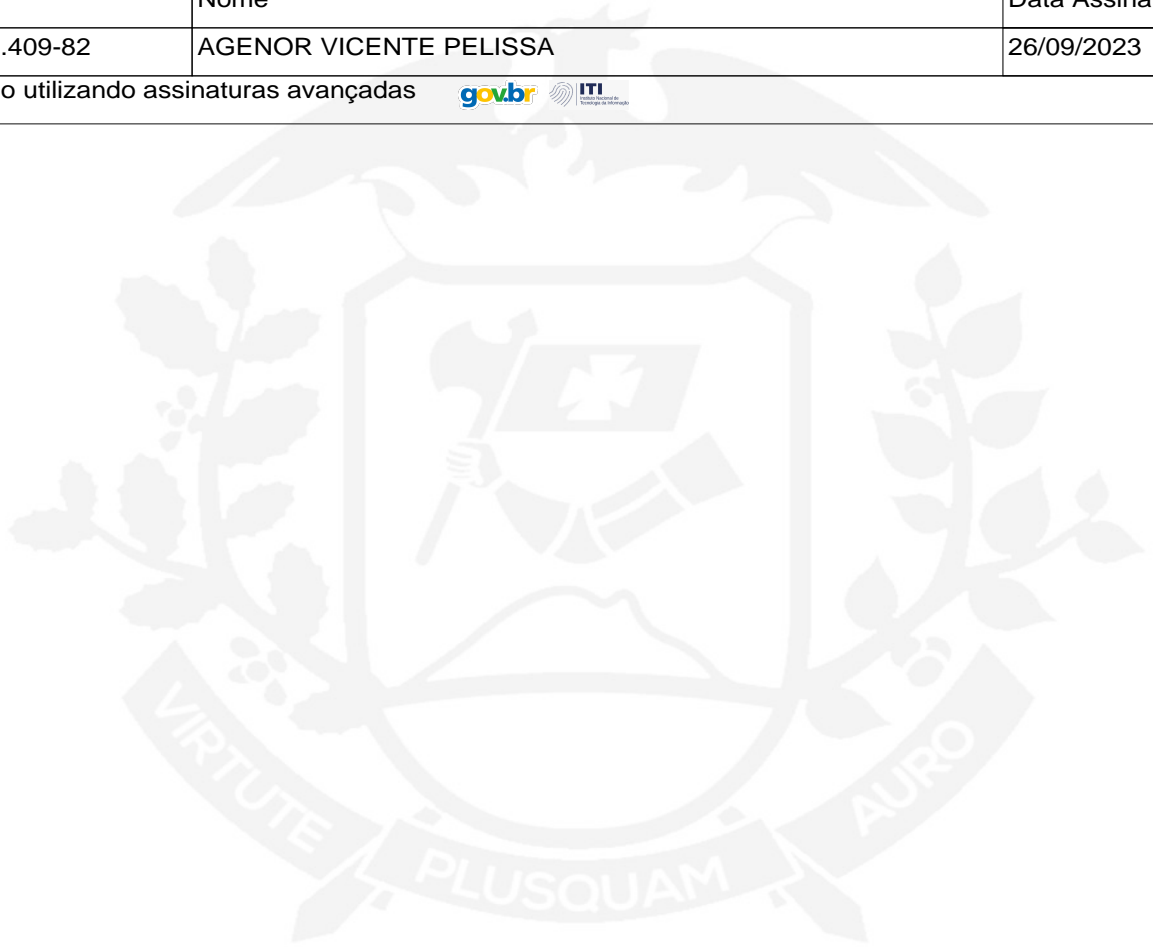 Nome Data Assina
.409-82 AGENOR VICENTE PELISSA 26/09/2023
o utilizando assinaturas avançadas gov.br ITI
VIRTUTE PLUSQUAM AURO